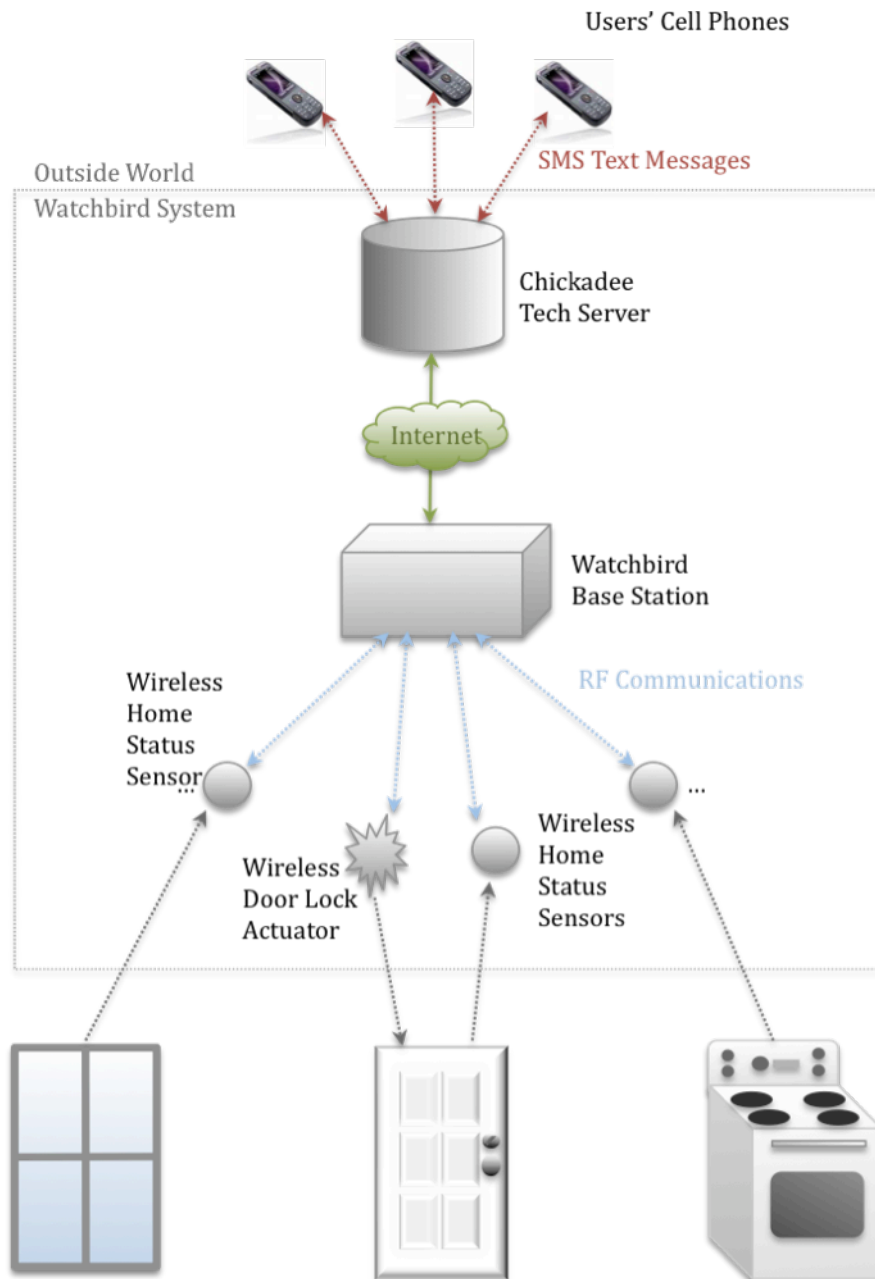 Users' Cell Phones
SMS Text Messages
Outside World
Watchbird System
Chickadee
Tech Server
Internet
Watchbird
Base Station
RF Communications
Wireless
Home
Status
Sensor
...
...
Wireless
Door Lock
Actuator
Wireless
Home
Status
Sensors